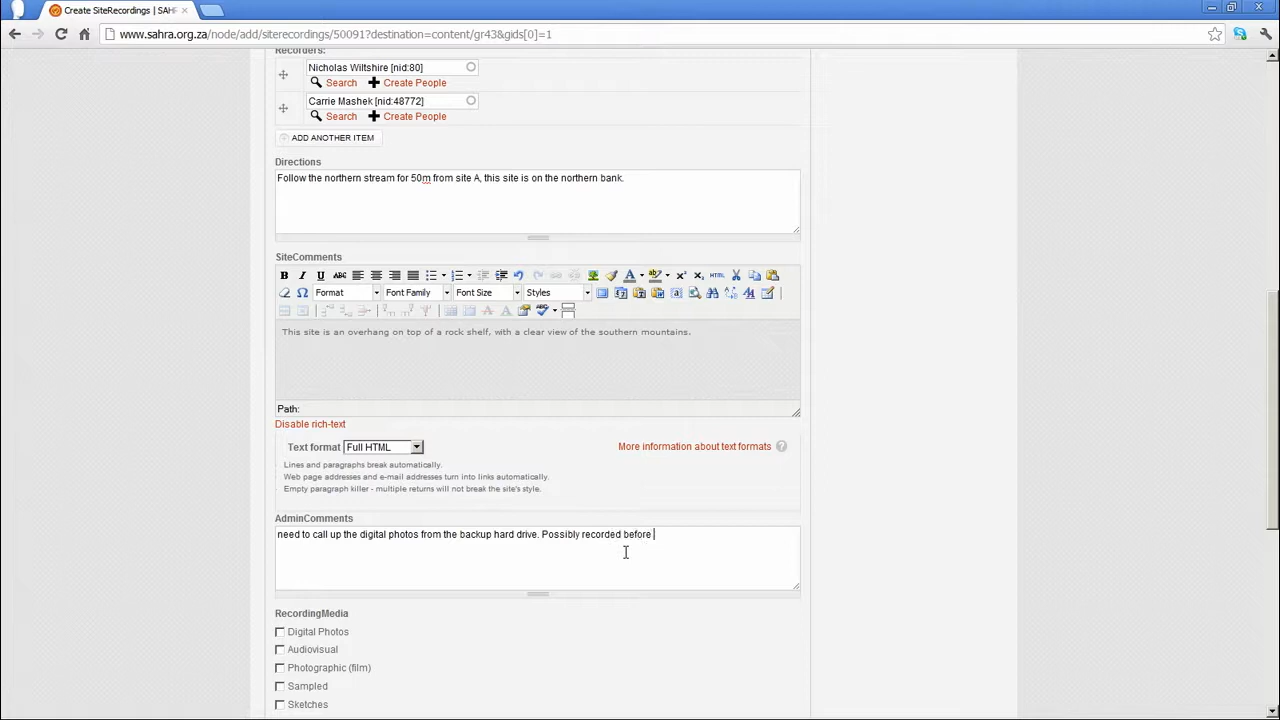 Create SiteRecordings | SAHF
www.sahra.org.za/node/add/siterecordings/50091?destination=content/gr43&gids[0]=1
Recorders:
Nicholas Wiltshire [nid:80]
Search Create People
Carrie Mashek [nid:48772]
Search Create People
ADD ANOTHER ITEM
Directions
Follow the northern stream for 50m from site A, this site is on the northern bank.
SiteComments
B I U ABC HTML
Format Font Family Font Size Styles
This site is an overhang on top of a rock shelf, with a clear view of the southern mountains.
Path:
Disable rich-text
Text format Full HTML More information about text formats
Lines and paragraphs break automatically.
Web page addresses and e-mail addresses turn into links automatically.
Empty paragraph killer - multiple returns will not break the site's style.
AdminComments
need to call up the digital photos from the backup hard drive. Possibly recorded before
RecordingMedia
Digital Photos
Audiovisual
Photographic (film)
Sampled
Sketches